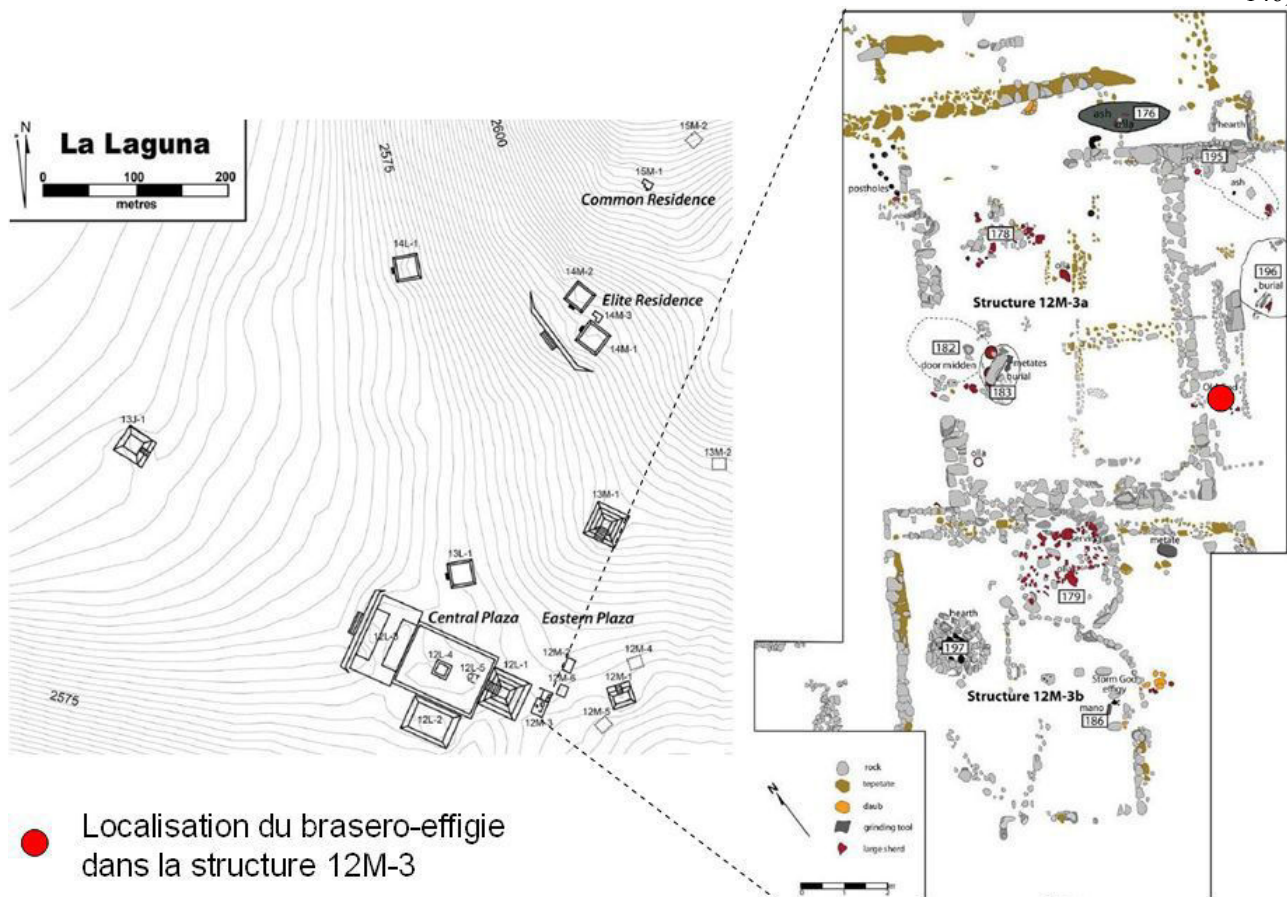 N
La Laguna
0 100 200
metres
2575
2600
15M-2
15M-1
Common Residence
14L-1
14M-2
Elite Residence
14M-3
14M-1
13J-1
13M-2
13M-1
13L-1
Central Plaza
Eastern Plaza
12L-3
12L-4
12L-5
12L-1
12M-2
12M-4
12M-6
12M-1
12M-3
12M-5
12L-2
2575
Localisation du brasero-effigie
dans la structure 12M-3
ash
176
olla
hearth
195
postholes
ash
178
olla
196
burial
Structure 12M-3a
182
door midden
metates
burial
183
olla
metate
179
hearth
197
Storm God
effigy
Structure 12M-3b
mano
186
N
rock
tepetate
daub
grinding tool
large sherd
m